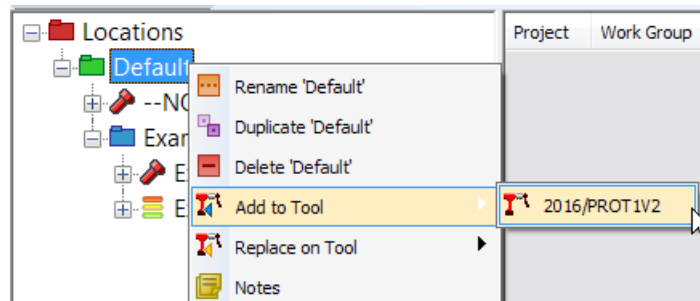 Locations
Project Work Group
Default
Rename 'Default'
Duplicate 'Default'
Delete 'Default'
Add to Tool
2016/PROT1V2
Replace on Tool
Notes